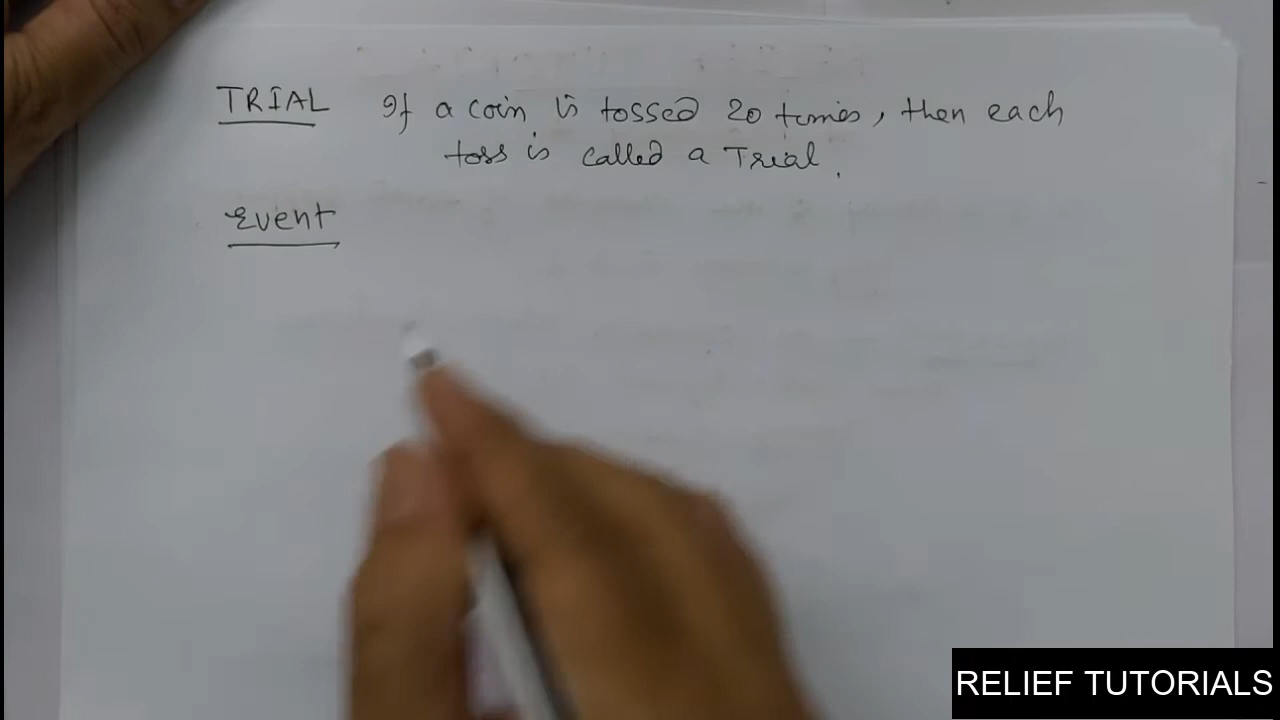 TRIAL If a coin is tossed 20 times, then each
toss is called a Trial.
Event
RELIEF TUTORIALS